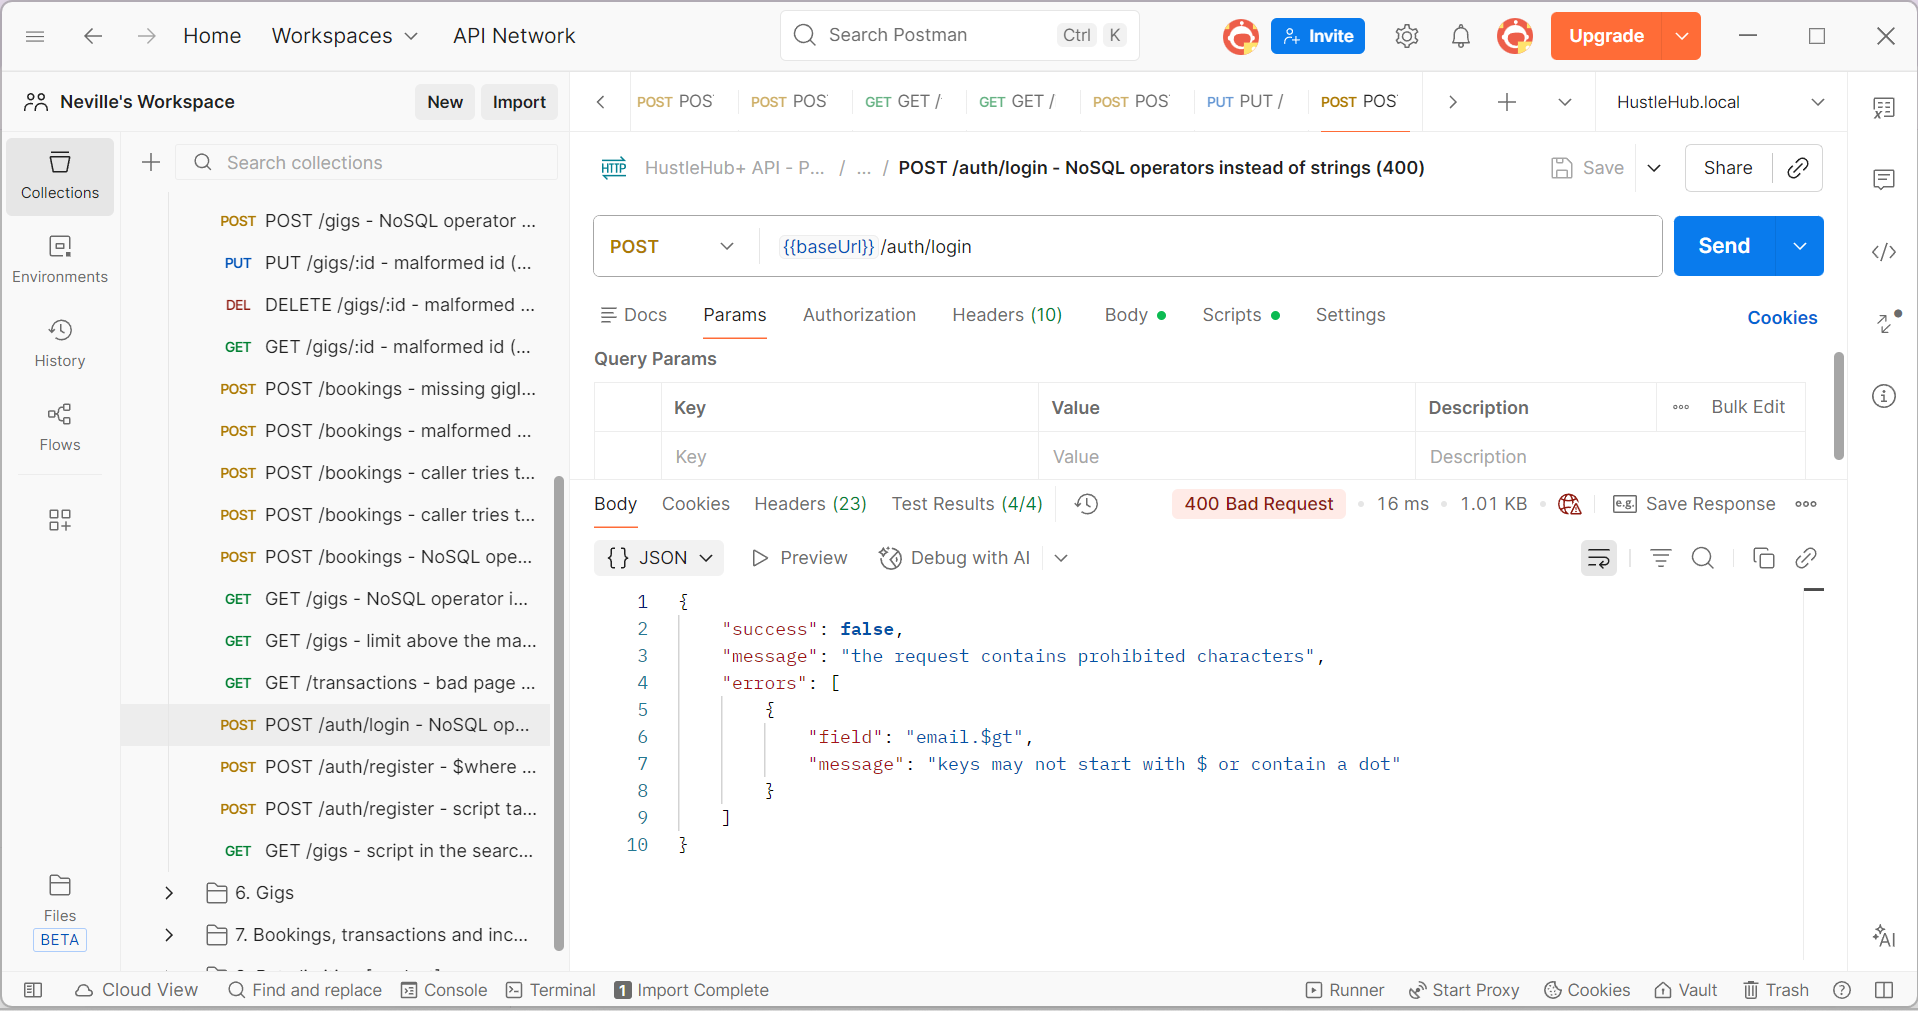 Home Workspaces API Network Search Postman Ctrl K Invite Upgrade
Neville's Workspace New Import
POST POS POST POS GET GET / GET GET / POST POS PUT PUT / POST POS HustleHub.local
Collections
Environments
History
Flows
Files
BETA
Search collections
POST POST /gigs - NoSQL operator ...
PUT PUT /gigs/:id - malformed id (...
DEL DELETE /gigs/:id - malformed ...
GET GET /gigs/:id - malformed id (...
POST POST /bookings - missing gigI...
POST POST /bookings - malformed ...
POST POST /bookings - caller tries t...
POST POST /bookings - caller tries t...
POST POST /bookings - NoSQL ope...
GET GET /gigs - NoSQL operator i...
GET GET /gigs - limit above the ma...
GET GET /transactions - bad page ...
POST POST /auth/login - NoSQL op...
POST POST /auth/register - $where ...
POST POST /auth/register - script ta...
GET GET /gigs - script in the searc...
6. Gigs
7. Bookings, transactions and inc...
HTTP HustleHub+ API - P... / ... / POST /auth/login - NoSQL operators instead of strings (400) Save Share
POST {{baseUrl}} /auth/login Send
Docs Params Authorization Headers (10) Body Scripts Settings Cookies
Query Params
Key Value Description Bulk Edit
Key Value Description
Body Cookies Headers (23) Test Results (4/4) 400 Bad Request 16 ms 1.01 KB e.g. Save Response
{} JSON Preview Debug with AI
1 {
2 "success": false,
3 "message": "the request contains prohibited characters",
4 "errors": [
5 {
6 "field": "email.$gt",
7 "message": "keys may not start with $ or contain a dot"
8 }
9 ]
10 }
AI
Cloud View Find and replace Console Terminal 1 Import Complete Runner Start Proxy Cookies Vault Trash